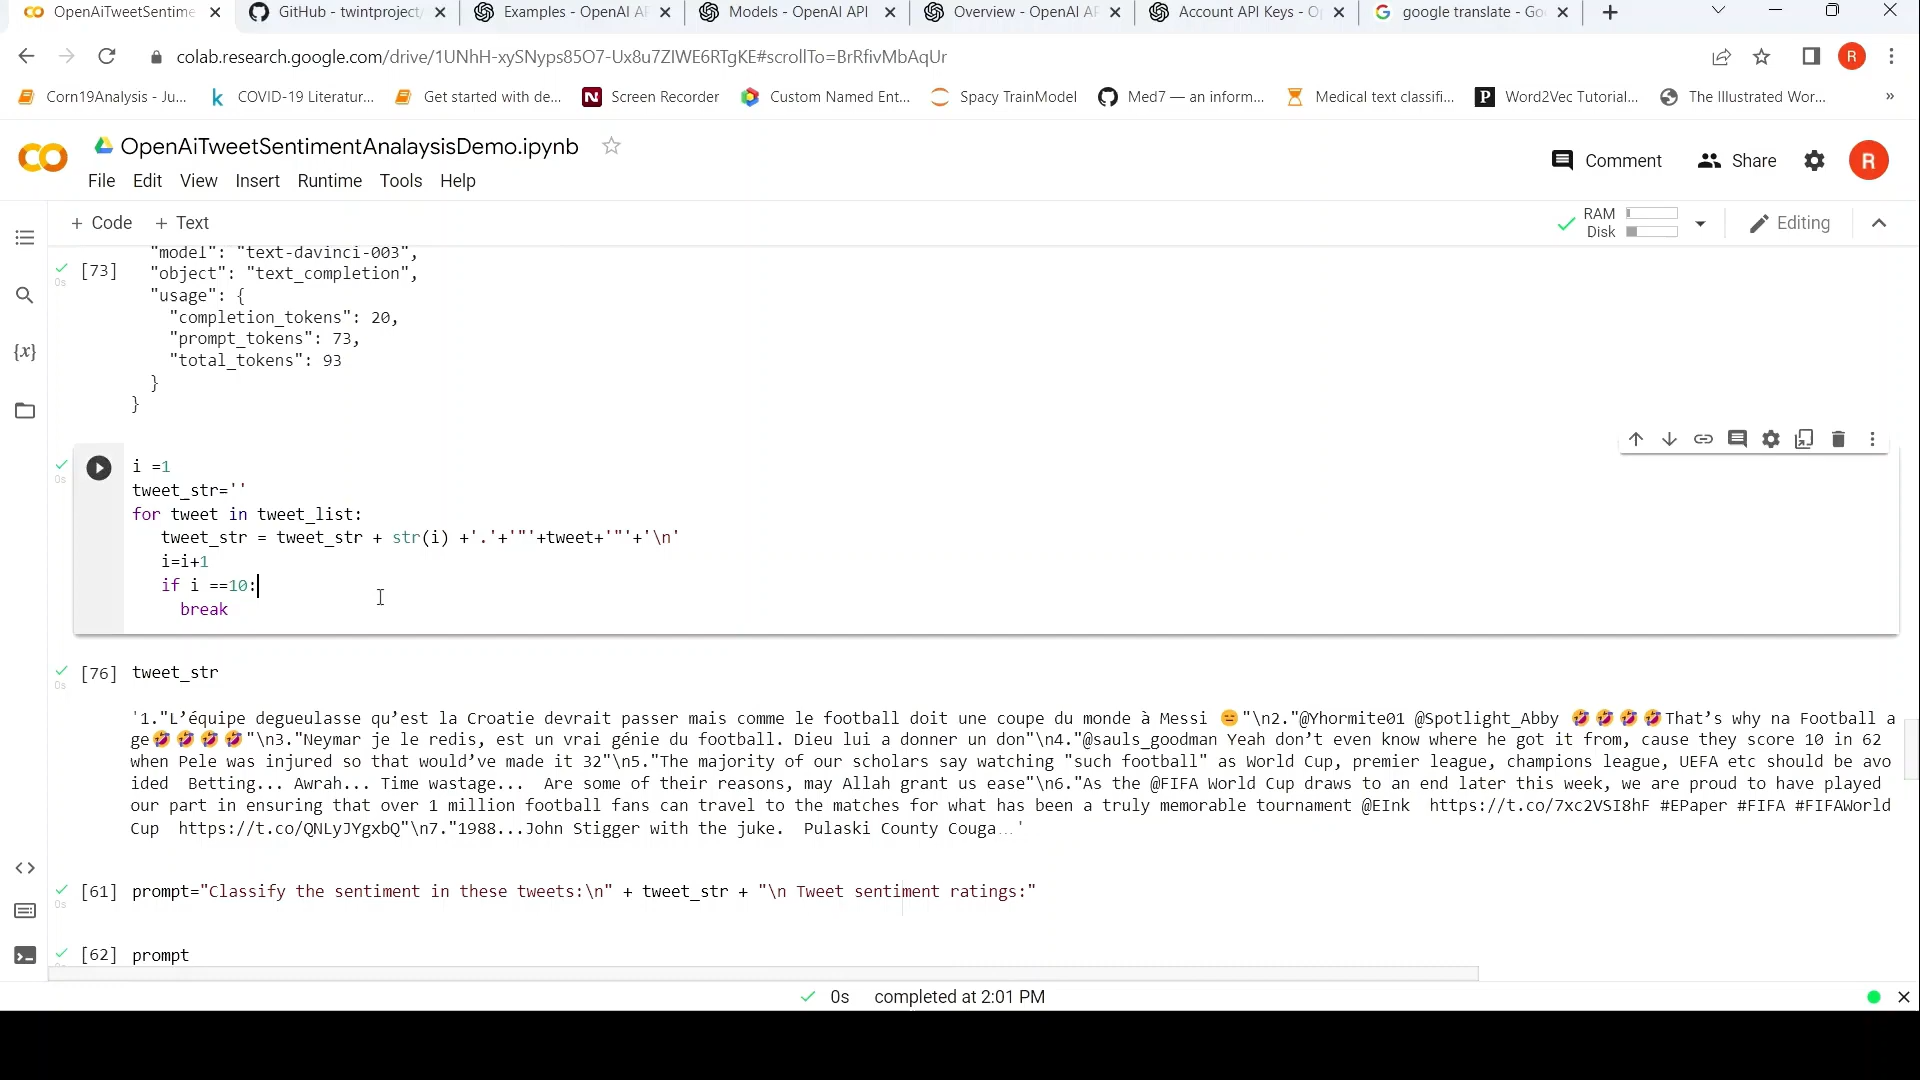 OpenAiTweetSentime
GitHub - twintproject/
Examples - OpenAI AP
Models - OpenAI API
Overview - OpenAI AP
Account API Keys - O
google translate - Go
colab.research.google.com/drive/1UNhH-xySNyps85O7-Ux8u7ZIWE6RTgKE#scrollTo=BrRfivMbAqUr
R
Corn19Analysis - Ju...
COVID-19 Literatur...
Get started with de...
Screen Recorder
Custom Named Ent...
Spacy TrainModel
Med7 — an inform...
Medical text classifi...
Word2Vec Tutorial...
The Illustrated Wor...
»
OpenAiTweetSentimentAnalaysisDemo.ipynb
Comment
Share
R
File Edit View Insert Runtime Tools Help
+ Code + Text
RAM
Disk
Editing
"model": "text-davinci-003",
[73] "object": "text_completion",
0s
"usage": {
"completion_tokens": 20,
"prompt_tokens": 73,
"total_tokens": 93
}
}
i =1
0s
tweet_str=''
for tweet in tweet_list:
tweet_str = tweet_str + str(i) +'.'+'"'+tweet+'"'+'\n'
i=i+1
if i ==10:
break
[76] tweet_str
0s
'1."L’équipe degueulasse qu’est la Croatie devrait passer mais comme le football doit une coupe du monde à Messi 😑"\n2."@Yhormite01 @Spotlight_Abby 🤣🤣🤣🤣That’s why na Football a
ge🤣🤣🤣🤣"\n3."Neymar je le redis, est un vrai génie du football. Dieu lui a donner un don"\n4."@sauls_goodman Yeah don’t even know where he got it from, cause they score 10 in 62
when Pele was injured so that would’ve made it 32"\n5."The majority of our scholars say watching "such football" as World Cup, premier league, champions league, UEFA etc should be avo
ided  Betting... Awrah... Time wastage...  Are some of their reasons, may Allah grant us ease"\n6."As the @FIFA World Cup draws to an end later this week, we are proud to have played
our part in ensuring that over 1 million football fans can travel to the matches for what has been a truly memorable tournament @EInk  https://t.co/7xc2VSI8hF #EPaper #FIFA #FIFAWorld
Cup  https://t.co/QNLyJYgxbQ"\n7."1988...John Stigger with the juke.  Pulaski County Couga…'
[61] prompt="Classify the sentiment in these tweets:\n" + tweet_str + "\n Tweet sentiment ratings:"
0s
[62] prompt
0s completed at 2:01 PM